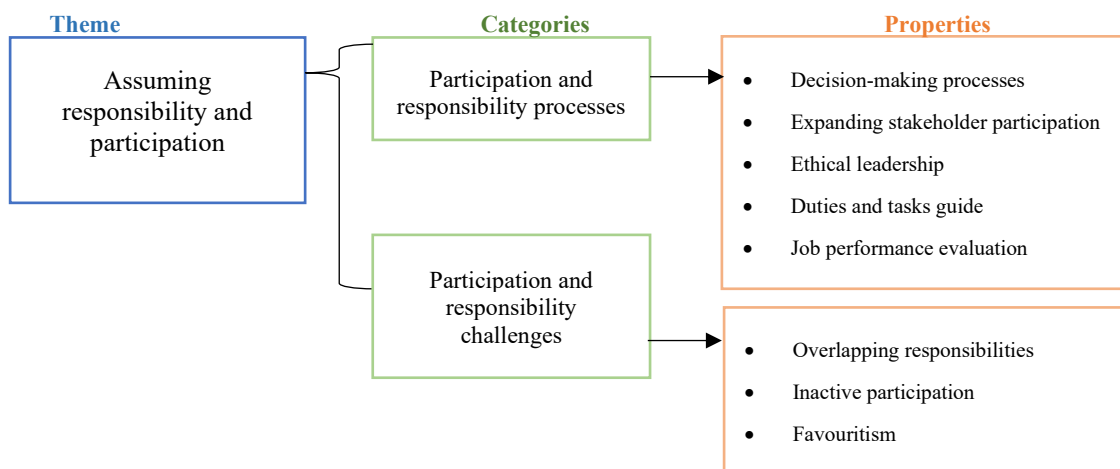 Theme
Categories
Properties
Assuming
responsibility and
participation
Participation and
responsibility processes
• Decision-making processes
• Expanding stakeholder participation
• Ethical leadership
• Duties and tasks guide
• Job performance evaluation
Participation and
responsibility
challenges
• Overlapping responsibilities
• Inactive participation
• Favouritism